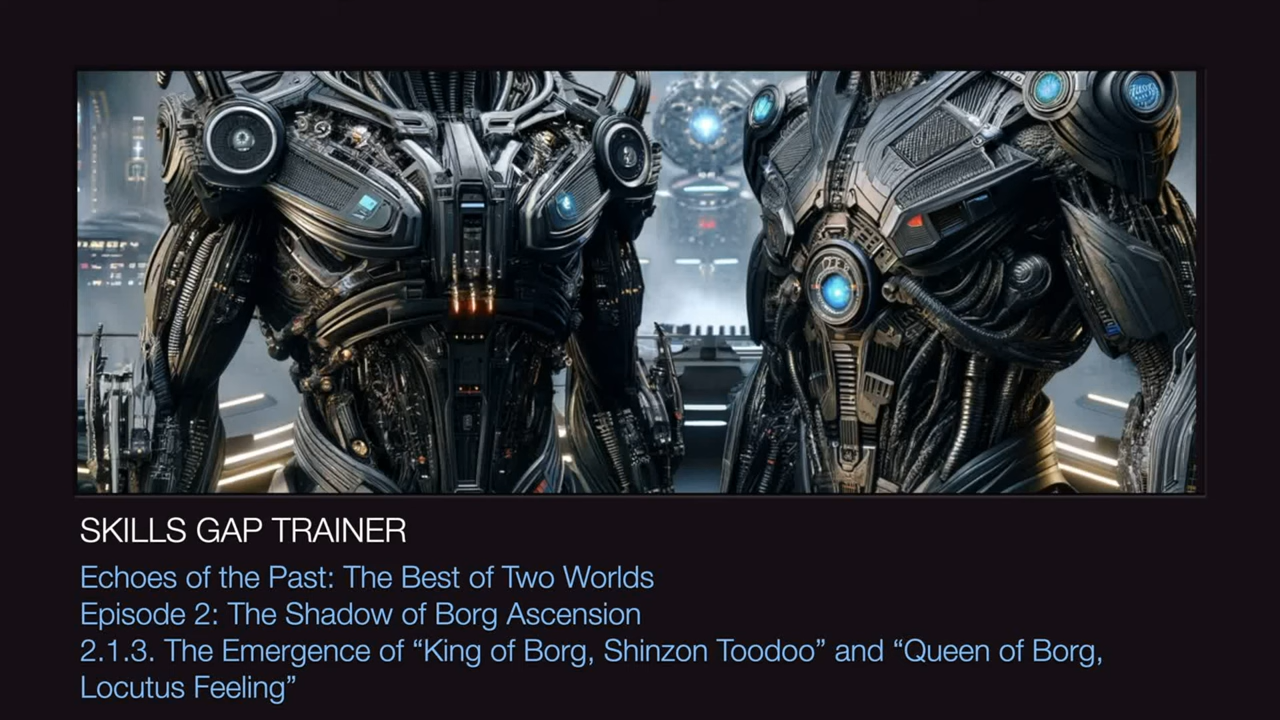 SKILLS GAP TRAINER
Echoes of the Past: The Best of Two Worlds
Episode 2: The Shadow of Borg Ascension
2.1.3. The Emergence of “King of Borg, Shinzon Toodoo” and “Queen of Borg,
Locutus Feeling”